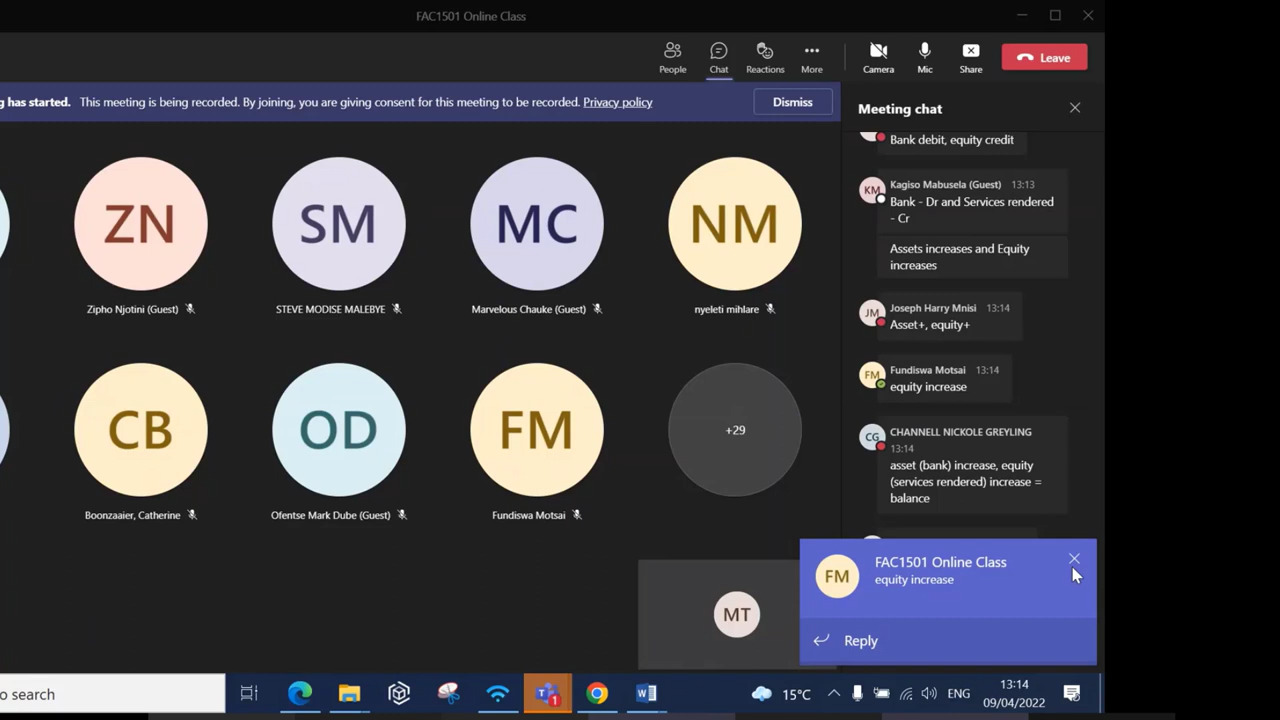 FAC1501 Online Class
People
Chat
Reactions
More
Camera
Mic
Share
Leave
g has started. This meeting is being recorded. By joining, you are giving consent for this meeting to be recorded. Privacy policy
Dismiss
Meeting chat
Bank debit, equity credit
KM
Kagiso Mabusela (Guest) 13:13
Bank - Dr and Services rendered
- Cr
Assets increases and Equity
increases
JM
Joseph Harry Mnisi 13:14
Asset+, equity+
FM
Fundiswa Motsai 13:14
equity increase
CG
CHANNELL NICKOLE GREYLING
13:14
asset (bank) increase, equity
(services rendered) increase =
balance
ZN
SM
MC
NM
Zipho Njotini (Guest)
STEVE MODISE MALEBYE
Marvelous Chauke (Guest)
nyeleti mihlare
CB
OD
FM
+29
Boonzaaier, Catherine
Ofentse Mark Dube (Guest)
Fundiswa Motsai
MT
FM
FAC1501 Online Class
equity increase
Reply
o search
1
15°C
ENG
13:14
09/04/2022